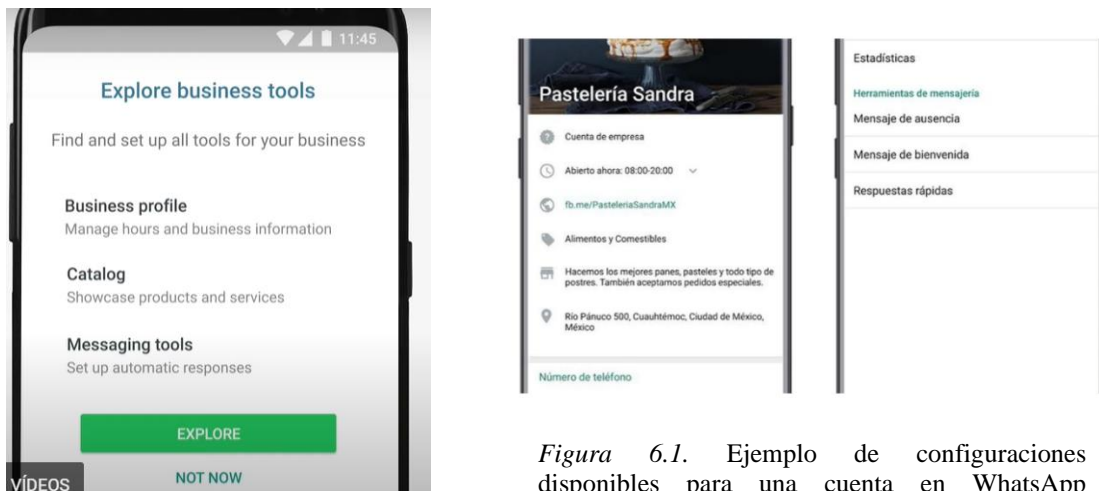 11:45
Explore business tools
Find and set up all tools for your business
Business profile
Manage hours and business information
Catalog
Showcase products and services
Messaging tools
Set up automatic responses
EXPLORE
NOT NOW
VÍDEOS
Pastelería Sandra
Cuenta de empresa
Abierto ahora: 08:00-20:00
fb.me/PasteleriaSandraMX
Alimentos y Comestibles
Hacemos los mejores panes, pasteles y todo tipo de
postres. También aceptamos pedidos especiales.
Rio Pánuco 500, Cuauhtémoc, Ciudad de México,
México
Número de teléfono
Estadísticas
Herramientas de mensajería
Mensaje de ausencia
Mensaje de bienvenida
Respuestas rápidas
Figura 6.1. Ejemplo de configuraciones
disponibles para una cuenta en WhatsApp